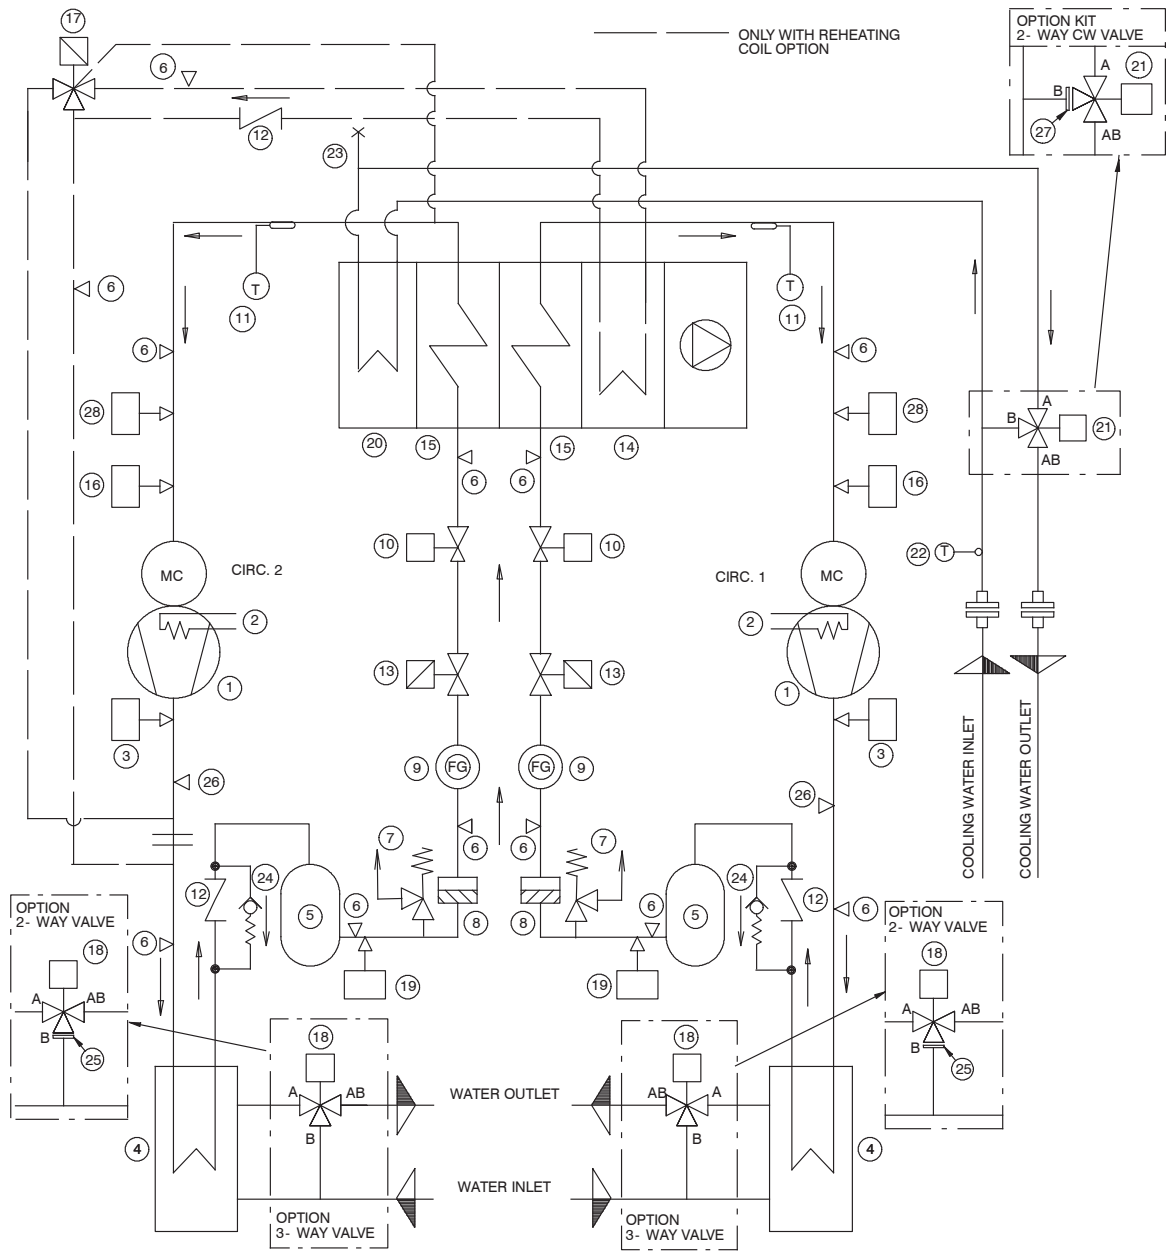 17
ONLY WITH REHEATING
COIL OPTION
OPTION KIT
2- WAY CW VALVE
A
21
B
27
AB
6
12
23
6
T
11
T
11
6
6
28
28
A
B
21
AB
20
15
15
14
6
6
16
16
10
10
22
T
MC
CIRC. 2
CIRC. 1
MC
2
2
13
13
1
1
3
3
9
FG
FG
9
26
26
COOLING WATER INLET
COOLING WATER OUTLET
7
6
6
7
24
24
12
5
6
8
8
6
5
12
6
OPTION
2- WAY VALVE
18
A
AB
B
25
6
19
19
OPTION
2- WAY VALVE
18
A
AB
B
25
18
A
AB
B
WATER OUTLET
18
AB
A
B
4
4
WATER INLET
OPTION
3- WAY VALVE
OPTION
3- WAY VALVE